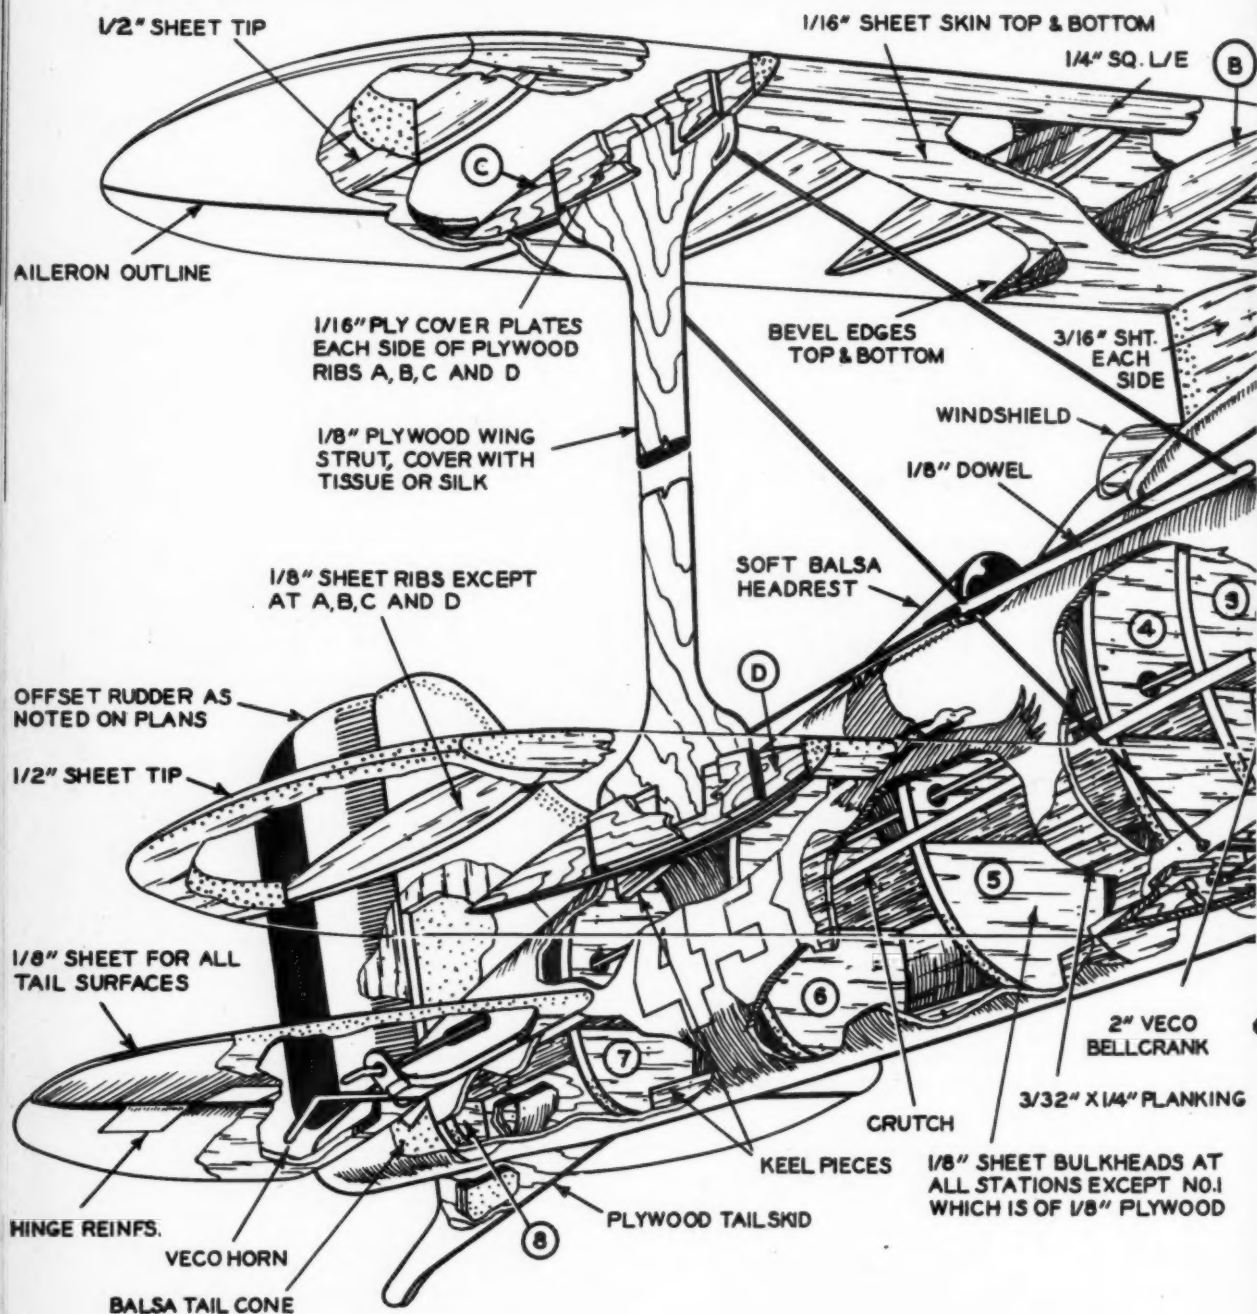 1/2" SHEET TIP
1/16" SHEET SKIN TOP & BOTTOM
1/4" SQ. L/E
B
C
AILERON OUTLINE
1/16" PLY COVER PLATES
EACH SIDE OF PLYWOOD
RIBS A, B, C AND D
BEVEL EDGES
TOP & BOTTOM
3/16" SHT.
EACH
SIDE
1/8" PLYWOOD WING
STRUT, COVER WITH
TISSUE OR SILK
WINDSHIELD
1/8" DOWEL
1/8" SHEET RIBS EXCEPT
AT A, B, C AND D
SOFT BALSA
HEADREST
3
4
D
OFFSET RUDDER AS
NOTED ON PLANS
1/2" SHEET TIP
5
1/8" SHEET FOR ALL
TAIL SURFACES
6
7
2" VECO
BELLCRANK
3/32" X 1/4" PLANKING
CRUTCH
KEEL PIECES
1/8" SHEET BULKHEADS AT
ALL STATIONS EXCEPT NO.1
WHICH IS OF 1/8" PLYWOOD
HINGE REINFS.
VECO HORN
BALSA TAIL CONE
8
PLYWOOD TAILSKID